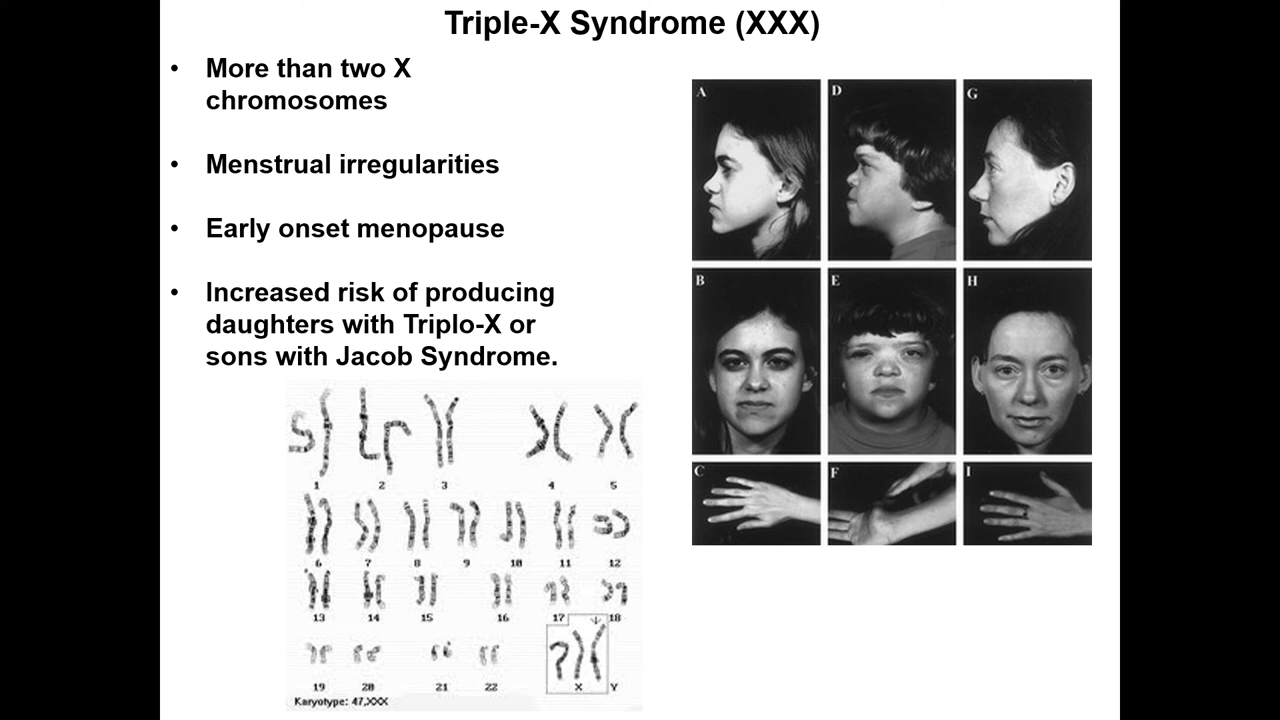 Triple-X Syndrome (XXX)
• More than two X
chromosomes
• Menstrual irregularities
• Early onset menopause
• Increased risk of producing
daughters with Triplo-X or
sons with Jacob Syndrome.
A D G
B E H
C F I
1 2 3 4 5
6 7 8 9 10 11 12
13 14 15 16 17 18
19 20 21 22 X Y
Karyotype: 47,XXX